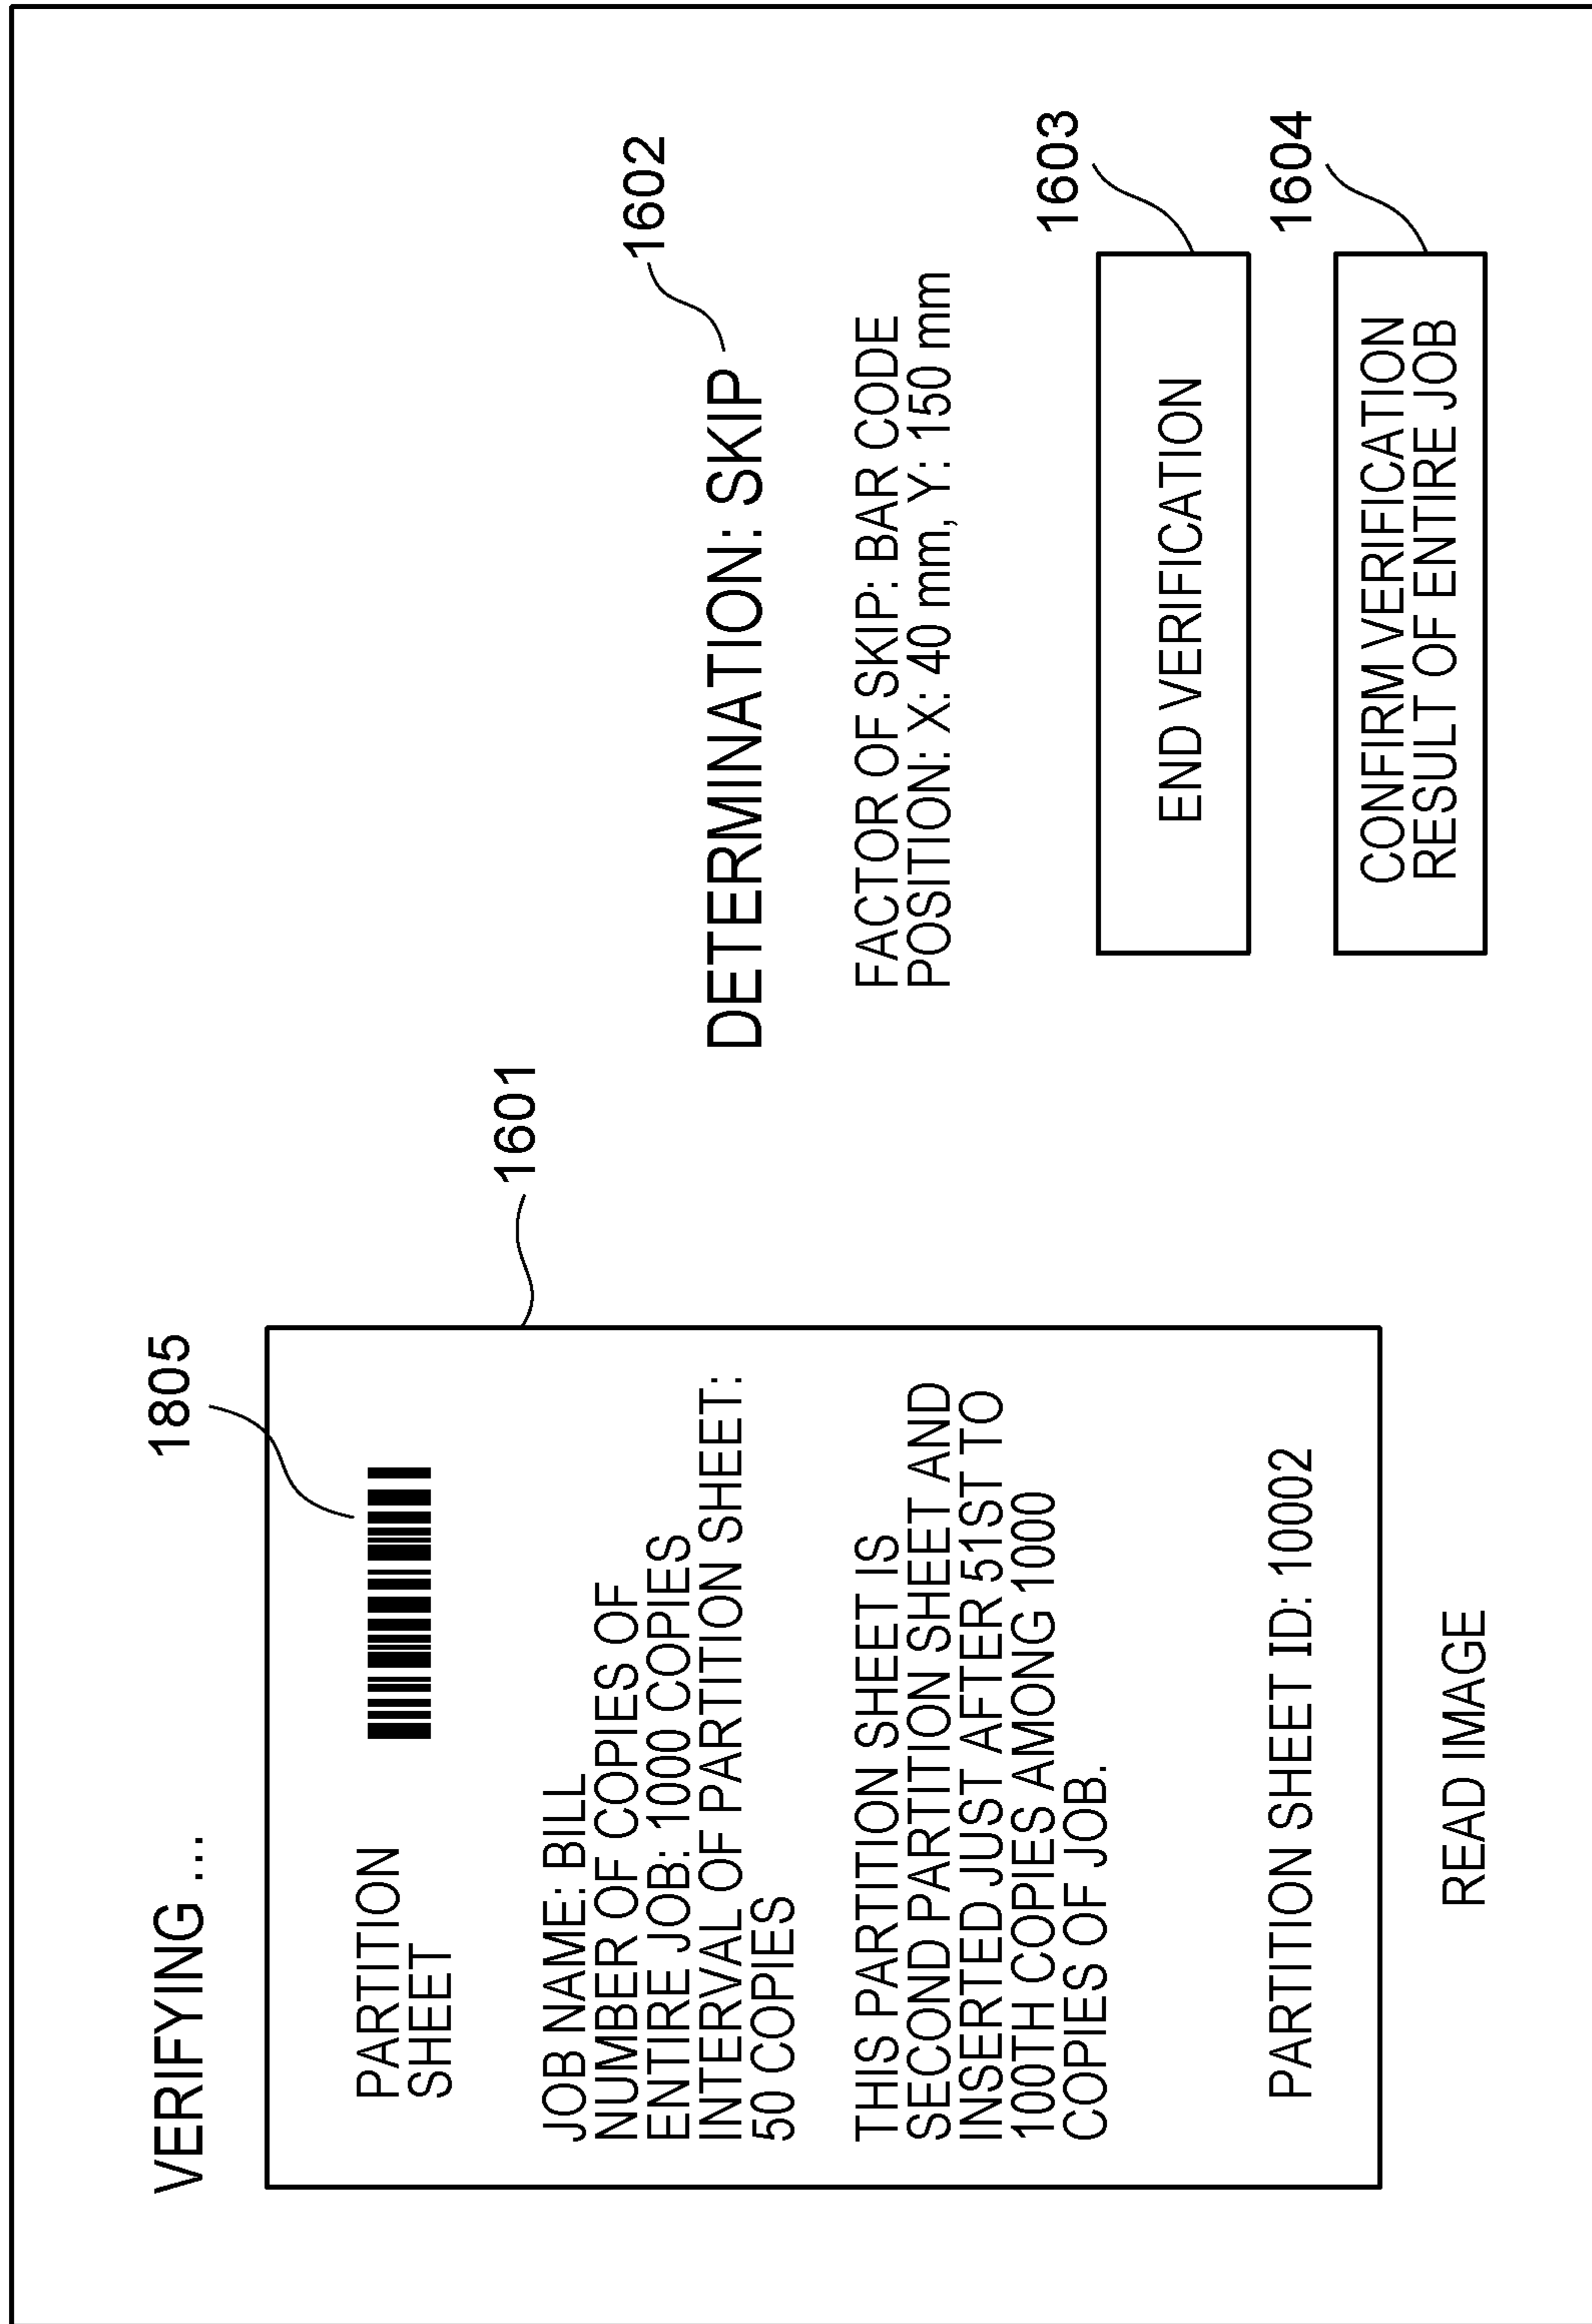 VERIFYING ...
1805
PARTITION
SHEET
JOB NAME: BILL
NUMBER OF COPIES OF
ENTIRE JOB: 1000 COPIES
INTERVAL OF PARTITION SHEET:
50 COPIES
THIS PARTITION SHEET IS
SECOND PARTITION SHEET AND
INSERTED JUST AFTER 51ST TO
100TH COPIES AMONG 1000
COPIES OF JOB.
PARTITION SHEET ID: 10002
READ IMAGE
1601
DETERMINATION: SKIP
1602
FACTOR OF SKIP: BAR CODE
POSITION: X: 40 mm, Y: 150 mm
1603
END VERIFICATION
1604
CONFIRM VERIFICATION
RESULT OF ENTIRE JOB